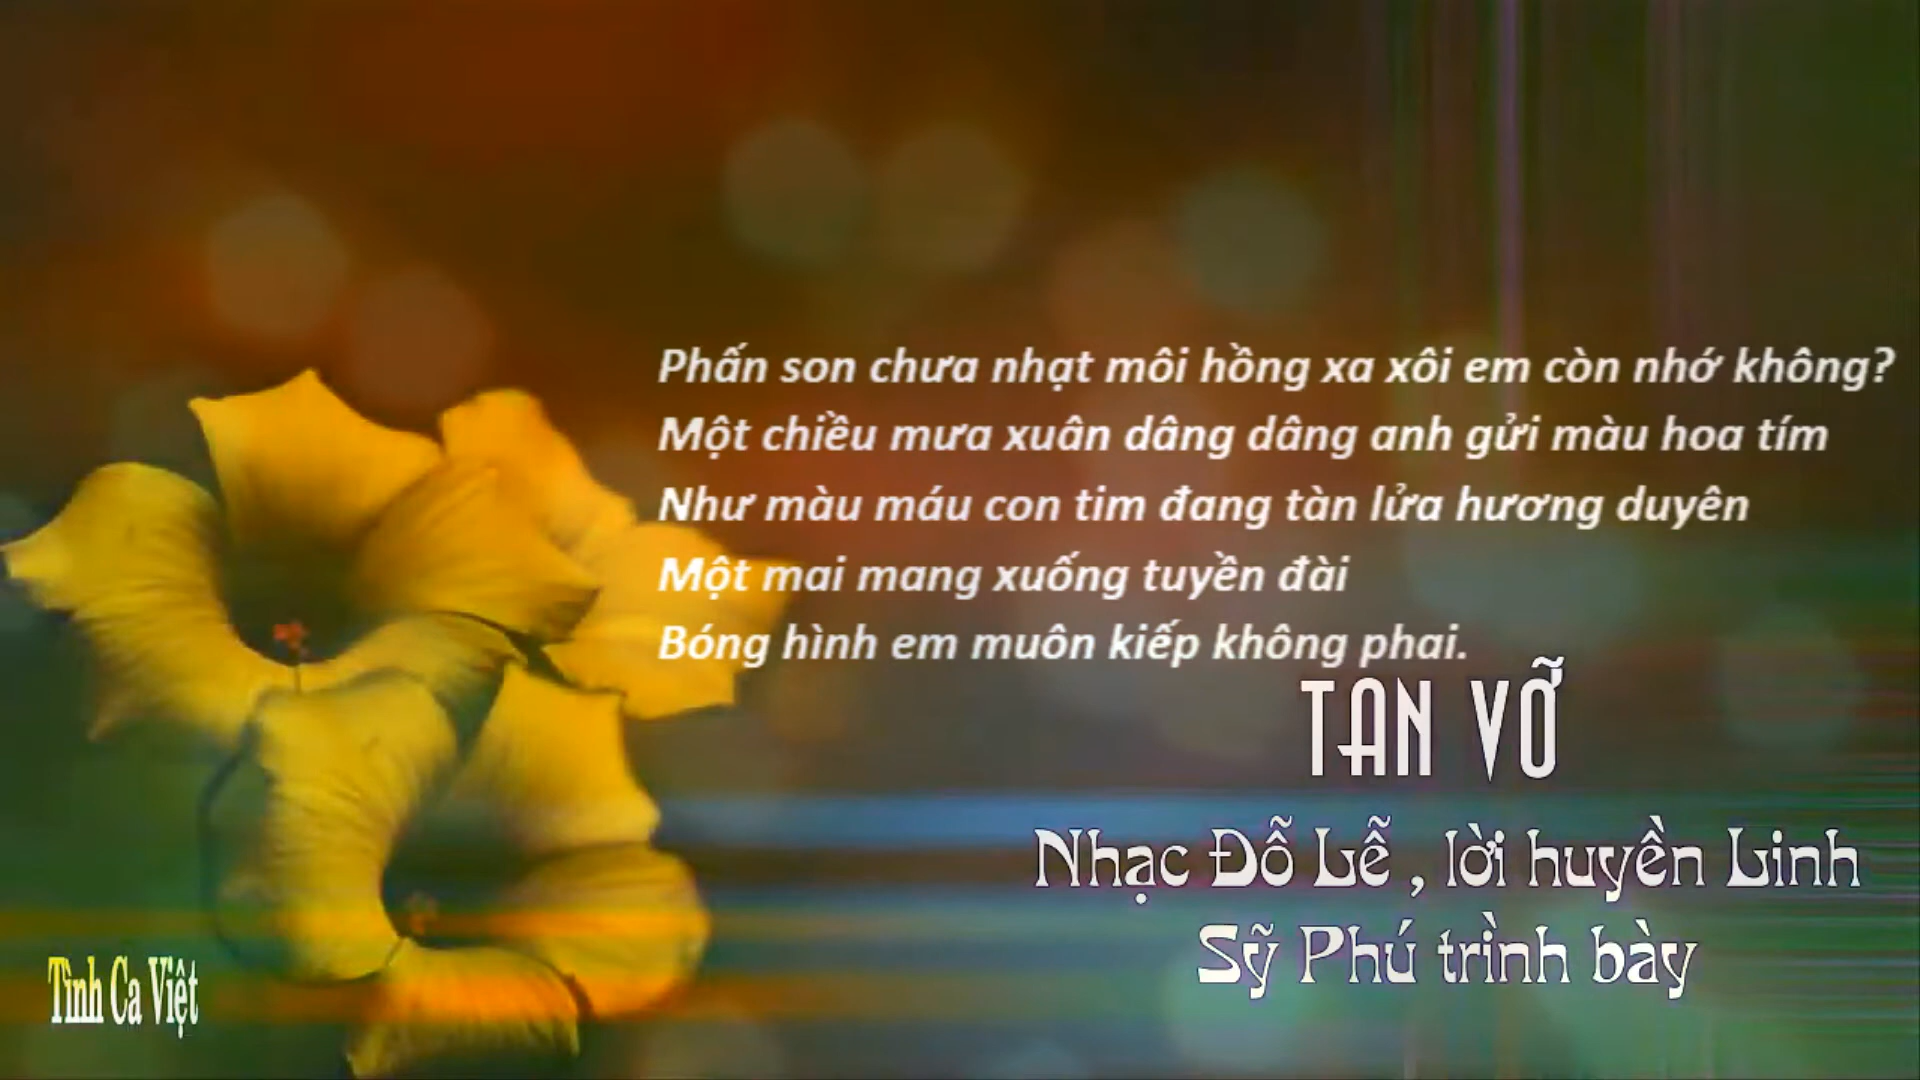 Phấn son chưa nhạt môi hồng xa xôi em còn nhớ không?
Một chiều mưa xuân dâng dâng anh gửi màu hoa tím
Như màu máu con tim đang tàn lửa hương duyên
Một mai mang xuống tuyền đài
Bóng hình em muôn kiếp không phai.
TAN VỠ
Nhạc Đỗ Lễ , lời huyền Linh
Sỹ Phú trình bày
Tình Ca Việt